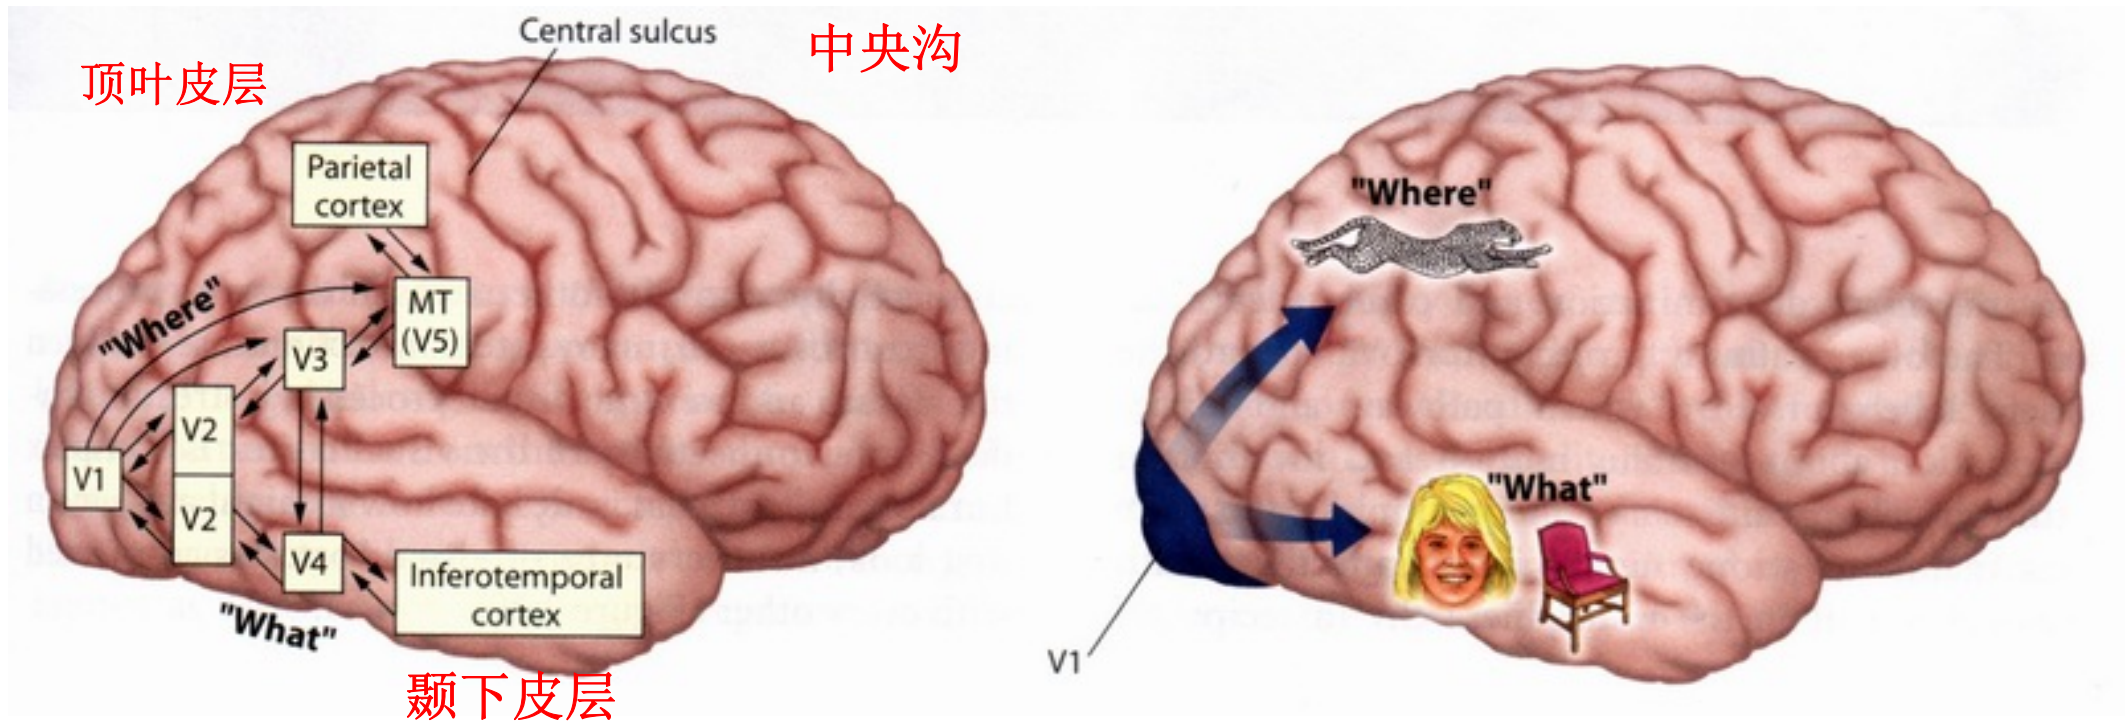 Central sulcus
中央沟
顶叶皮层
Parietal
cortex
"Where"
MT
(V5)
V3
V2
V1
V2
V4
Inferotemporal
cortex
"What"
颞下皮层
"Where"
"What"
V1